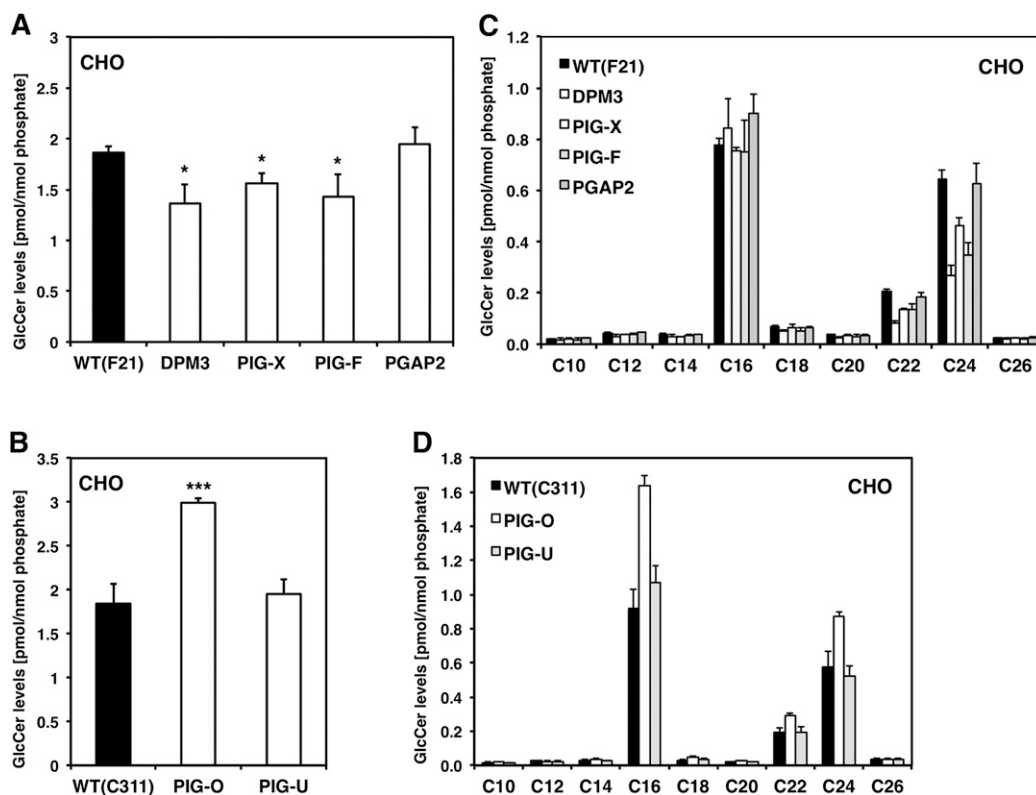 A
GlcCer levels [pmol/nmol phosphate]
3
2.5
2
1.5
1
0.5
0
CHO
*
*
*
WT(F21) DPM3 PIG-X PIG-F PGAP2
C
GlcCer levels [pmol/nmol phosphate]
1.2
1.0
0.8
0.6
0.4
0.2
0.0
WT(F21)
DPM3
PIG-X
PIG-F
PGAP2
CHO
C10 C12 C14 C16 C18 C20 C22 C24 C26
B
GlcCer levels [pmol/nmol phosphate]
3.5
3
2.5
2
1.5
1
0.5
0
CHO
***
WT(C311) PIG-O PIG-U
D
GlcCer levels [pmol/nmol phosphate]
1.8
1.6
1.4
1.2
1.0
0.8
0.6
0.4
0.2
0.0
WT(C311)
PIG-O
PIG-U
CHO
C10 C12 C14 C16 C18 C20 C22 C24 C26